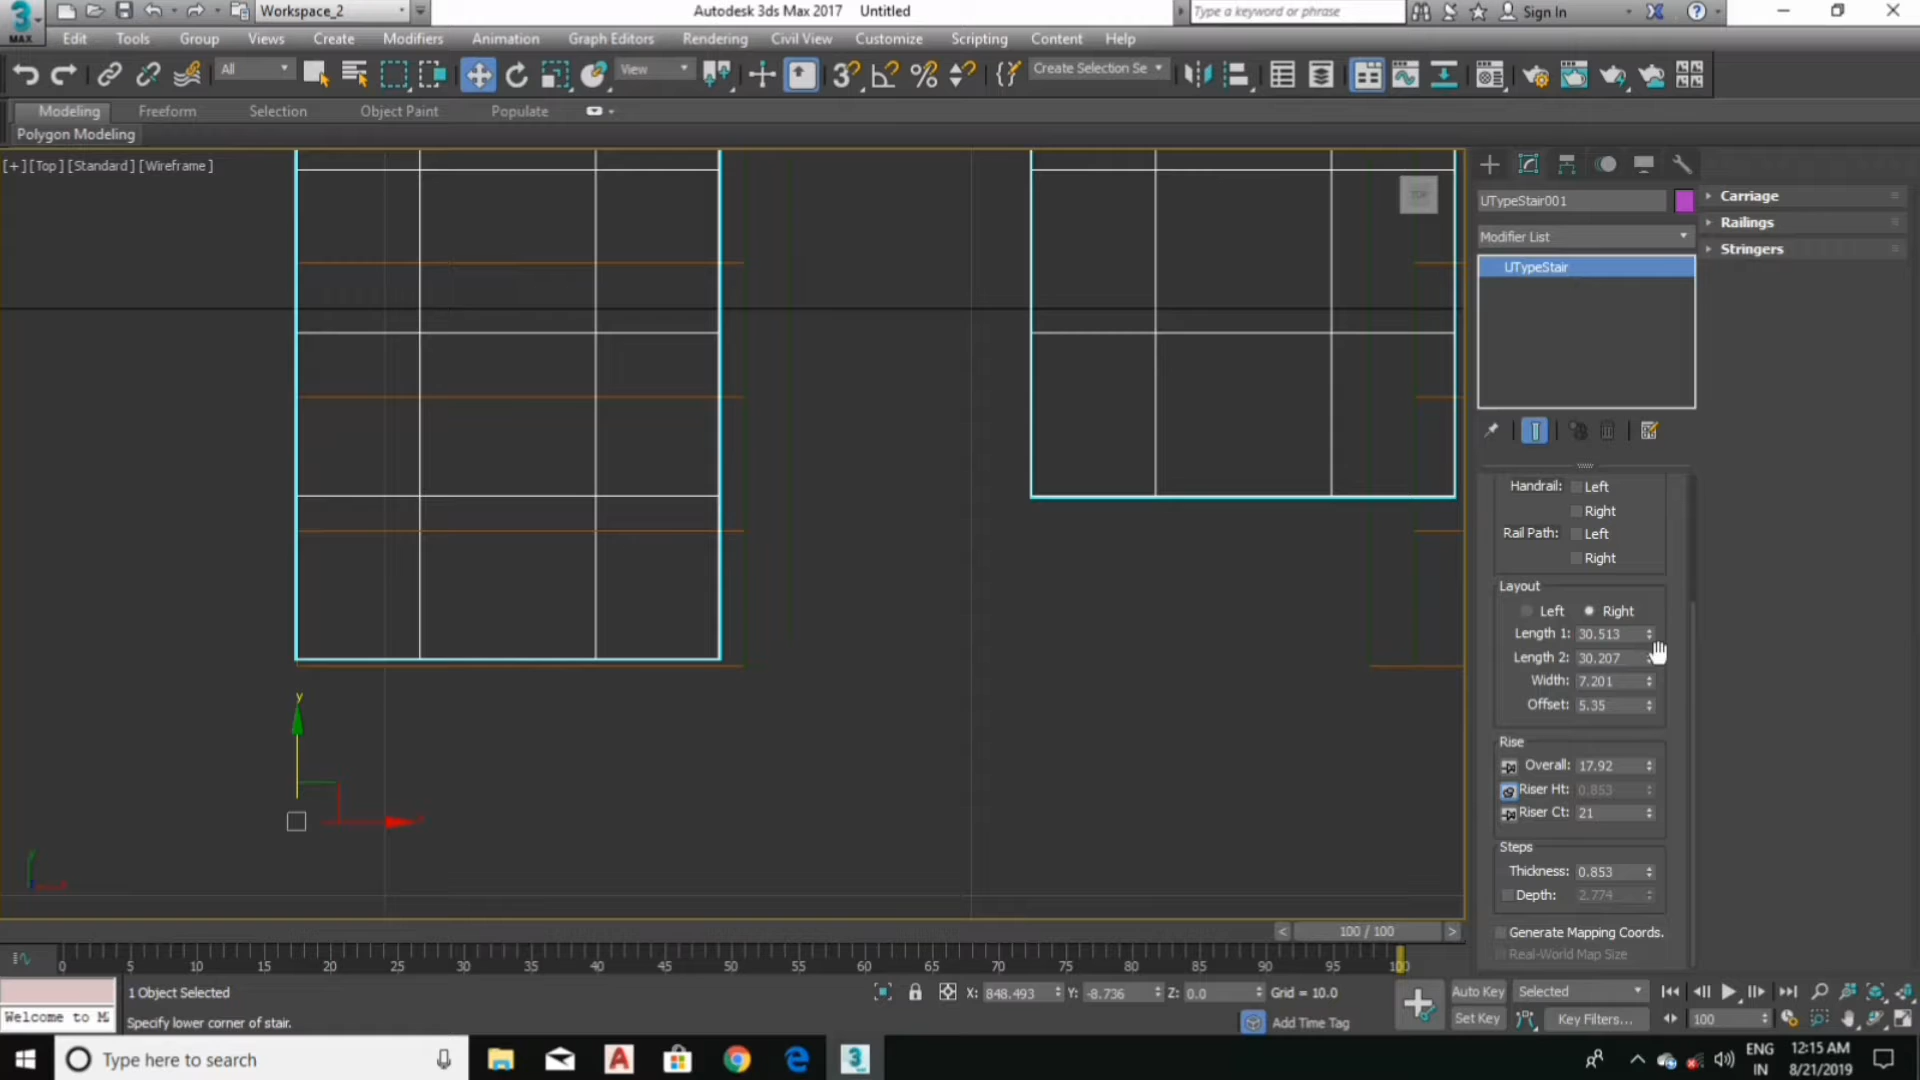 Workspace_2
Autodesk 3ds Max 2017 Untitled
Type a keyword or phrase
Sign In
MAX
Edit Tools Group Views Create Modifiers Animation Graph Editors Rendering Civil View Customize Scripting Content Help
All
View
Create Selection Se
Modeling Freeform Selection Object Paint Populate
Polygon Modeling
[+] [Top] [Standard] [Wireframe]
TOP
UTypeStair001
Modifier List
UTypeStair
Carriage
Railings
Stringers
Handrail: Left
Right
Rail Path: Left
Right
Layout
Left Right
Length 1: 30.513
Length 2: 30.207
Width: 7.201
Offset: 5.35
Rise
Overall: 17.92
Riser Ht: 0.853
Riser Ct: 21
Steps
Thickness: 0.853
Depth: 2.774
Generate Mapping Coords.
Real-World Map Size
y
< 100 / 100 >
0 5 10 15 20 25 30 35 40 45 50 55 60 65 70 75 80 85 90 95 100
1 Object Selected
X: 848.493 Y: -8.736 Z: 0.0 Grid = 10.0
Auto Key Selected
Welcome to M
Specify lower corner of stair.
Add Time Tag
Set Key Key Filters... 100
Type here to search
ENG
IN
12:15 AM
8/21/2019